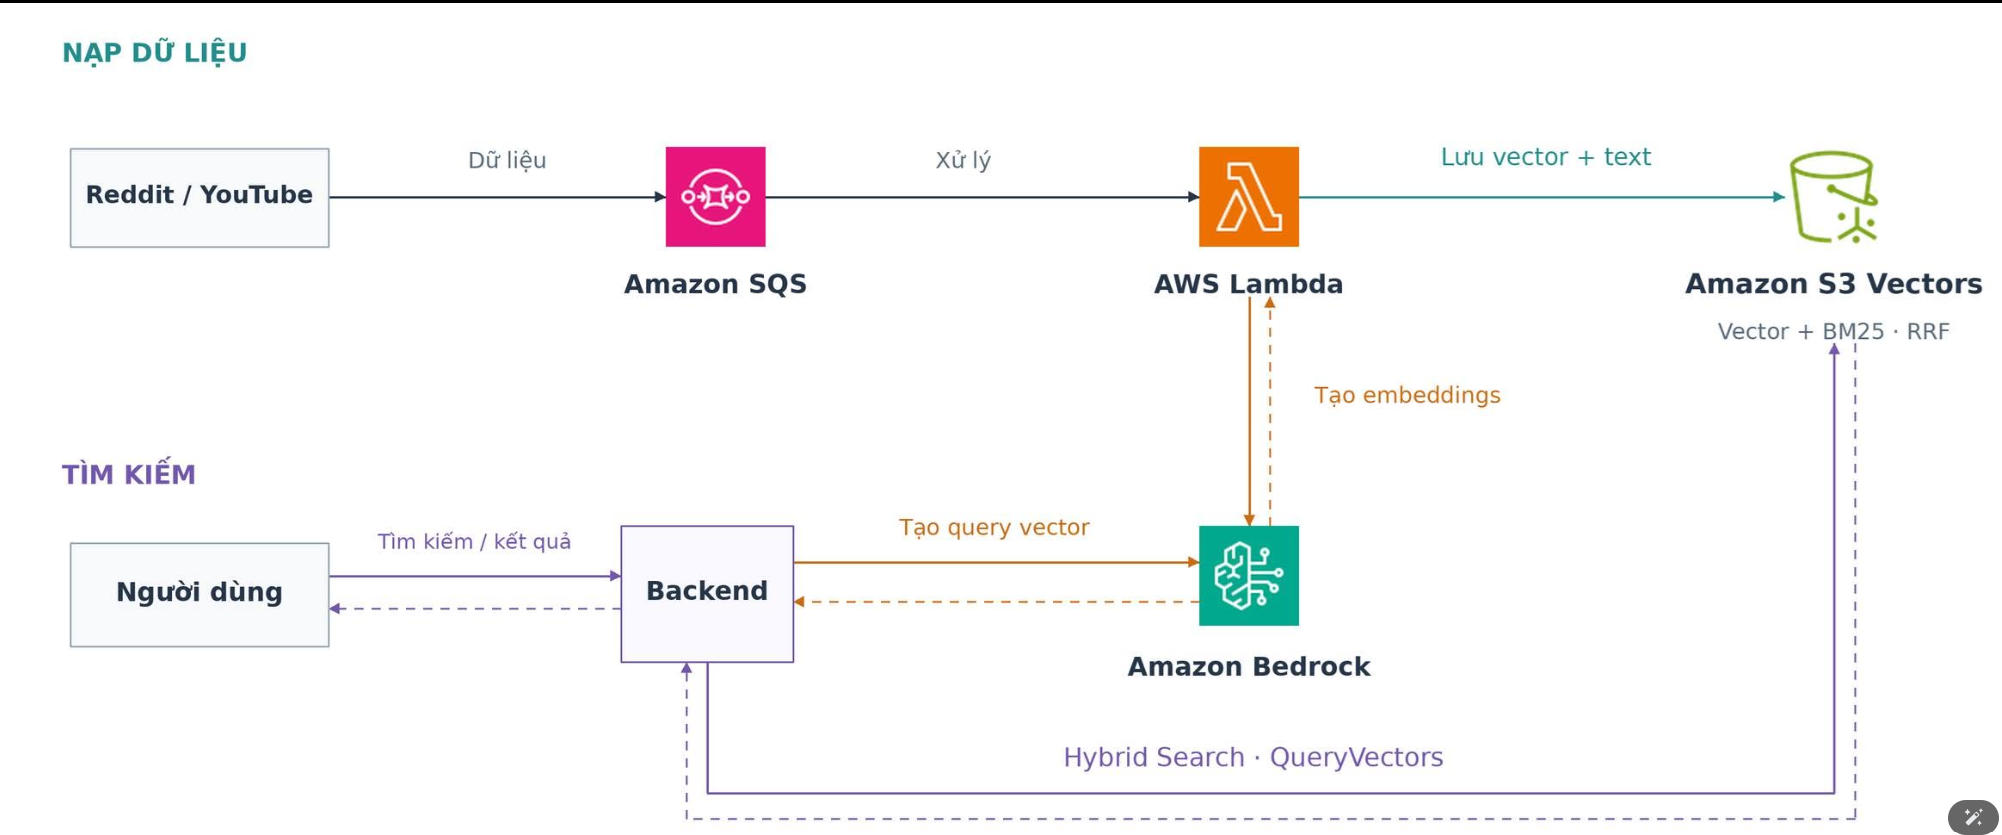 NẠP DỮ LIỆU
Reddit / YouTube
Dữ liệu
Amazon SQS
Xử lý
AWS Lambda
Lưu vector + text
Amazon S3 Vectors
Vector + BM25 · RRF
Tạo embeddings
TÌM KIẾM
Người dùng
Tìm kiếm / kết quả
Backend
Tạo query vector
Amazon Bedrock
Hybrid Search · QueryVectors